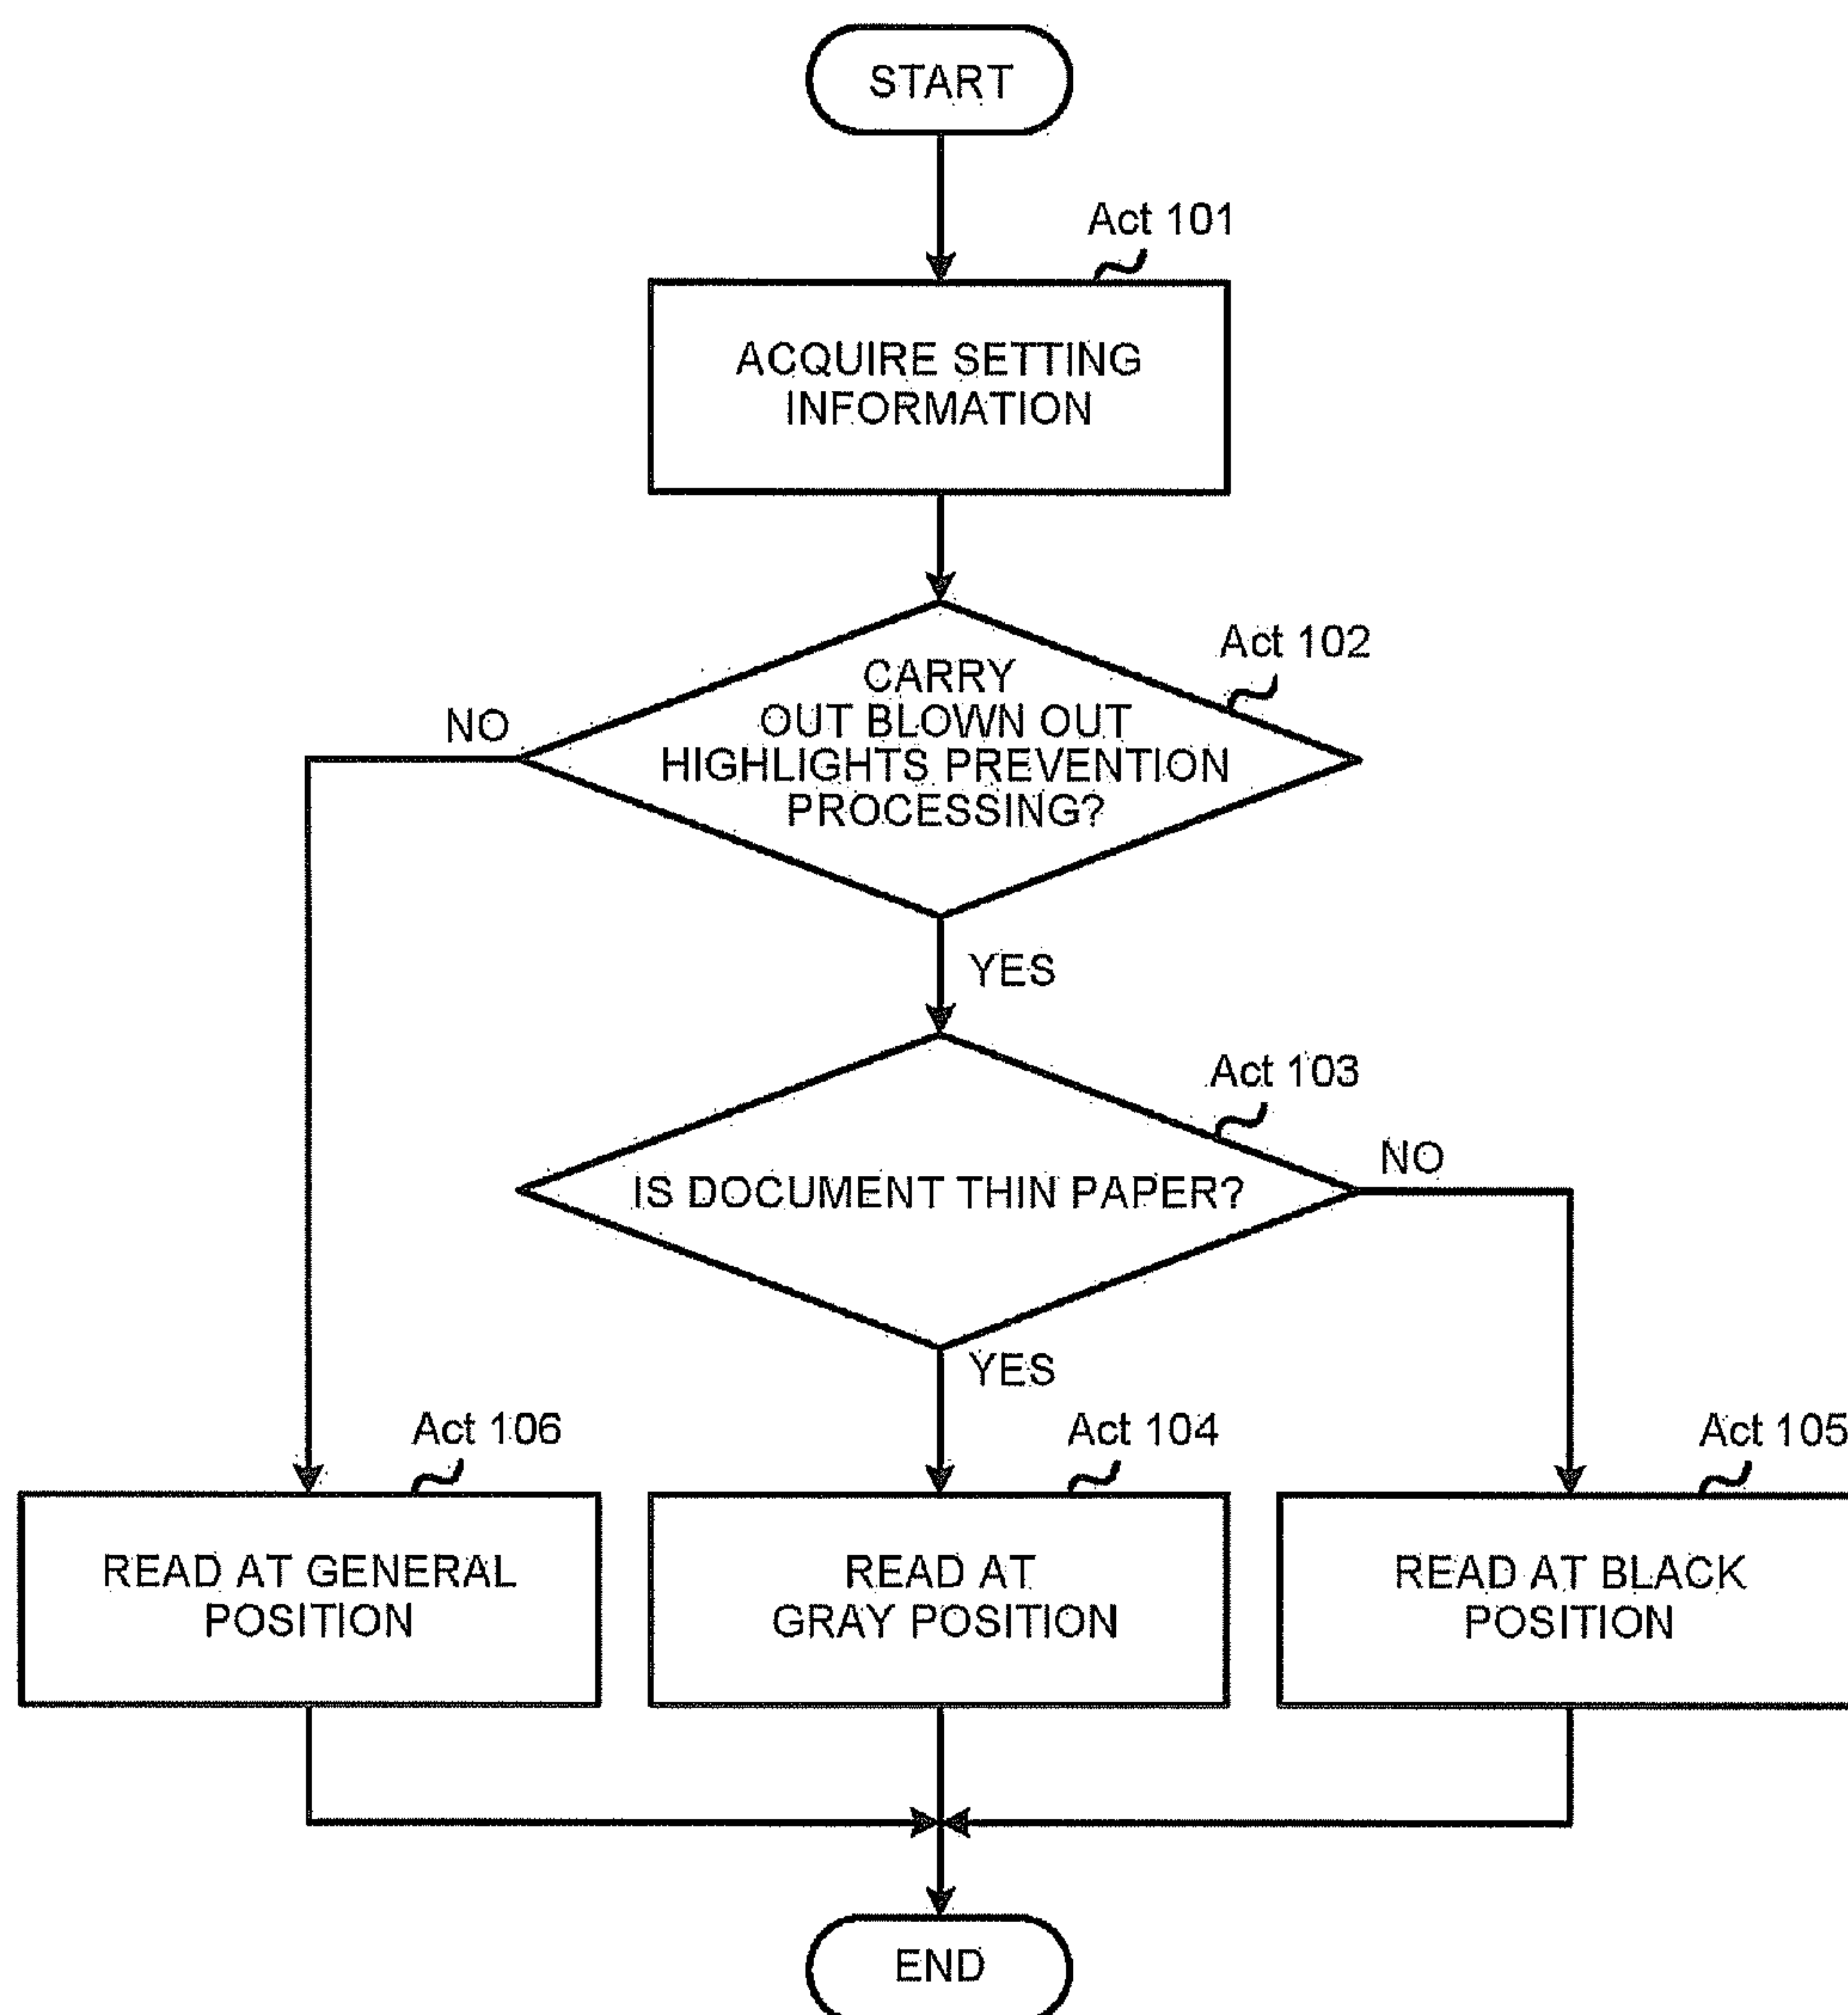 START
Act 101
ACQUIRE SETTING
INFORMATION
Act 102
CARRY
OUT BLOWN OUT
HIGHLIGHTS PREVENTION
PROCESSING?
NO
YES
Act 103
IS DOCUMENT THIN PAPER?
NO
YES
Act 106
READ AT GENERAL
POSITION
Act 104
READ AT
GRAY POSITION
Act 105
READ AT BLACK
POSITION
END